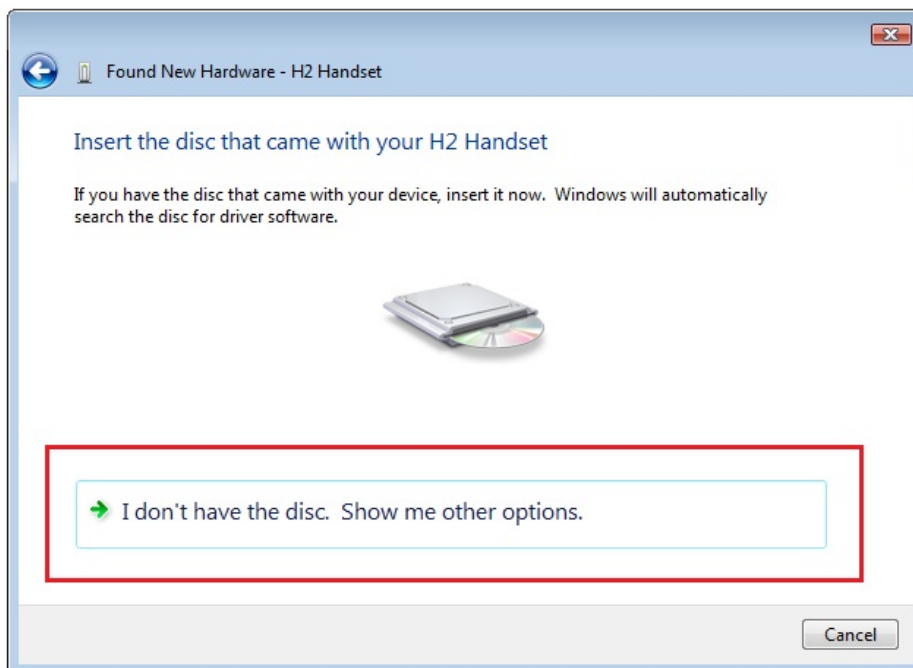 Found New Hardware - H2 Handset
Insert the disc that came with your H2 Handset
If you have the disc that came with your device, insert it now.  Windows will automatically
search the disc for driver software.
I don't have the disc.  Show me other options.
Cancel